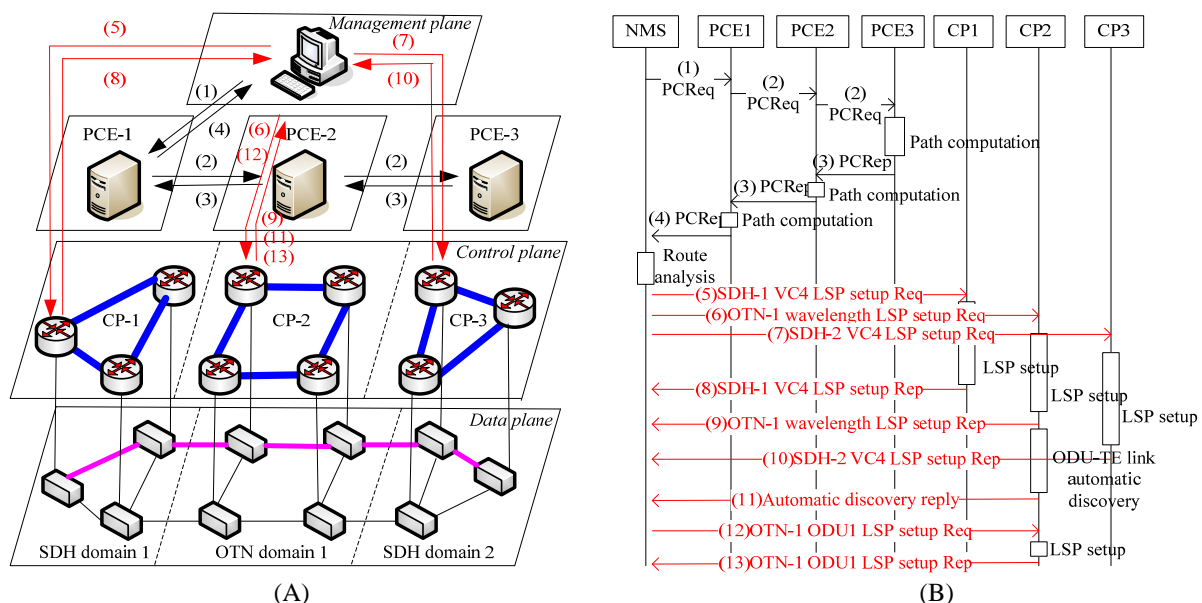 Management plane
(5)
(7)
(8)
(10)
(1)
(4)
PCE-1
PCE-2
PCE-3
(6)
(12)
(2)
(2)
(3)
(3)
(9)
(11)
(13)
Control plane
CP-1
CP-2
CP-3
Data plane
SDH domain 1
OTN domain 1
SDH domain 2
(A)
NMS
PCE1
PCE2
PCE3
CP1
CP2
CP3
(1)
PCReq
(2)
PCReq
(2)
PCReq
Path computation
(3) PCRep
Path computation
(3) PCRep
Path computation
(4) PCRep
Route
analysis
(5)SDH-1 VC4 LSP setup Req
(6)OTN-1 wavelength LSP setup Req
(7)SDH-2 VC4 LSP setup Req
LSP setup
(8)SDH-1 VC4 LSP setup Rep
LSP
setup
LSP setup
(9)OTN-1 wavelength LSP setup Rep
(10)SDH-2 VC4 LSP setup Rep
ODU-TE link
automatic
discovery
(11)Automatic discovery reply
(12)OTN-1 ODU1 LSP setup Req
LSP setup
(13)OTN-1 ODU1 LSP setup Rep
(B)